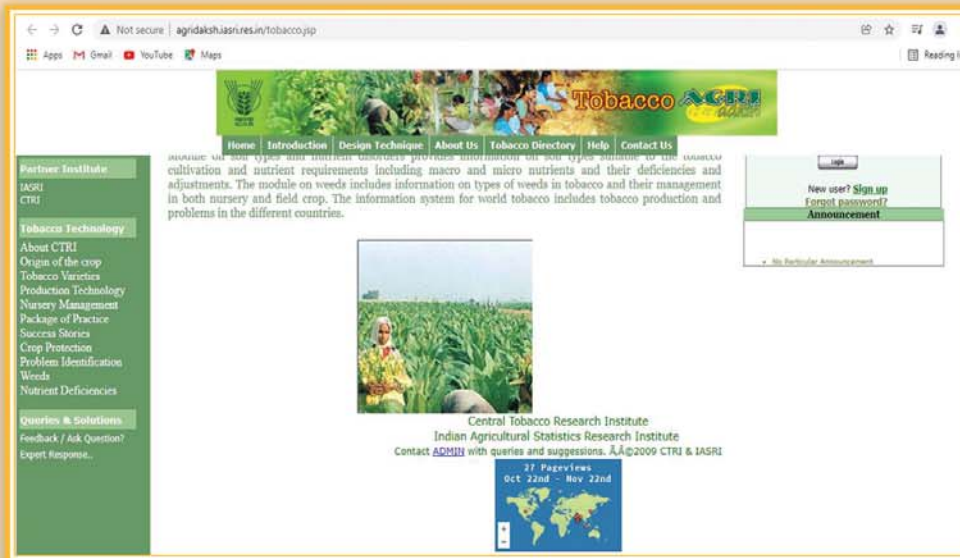 Not secure | agridaksh.iasri.res.in/tobacco.jsp
Apps Gmail YouTube Maps Reading li
Tobacco AGRI
Home Introduction Design Technique About Us Tobacco Directory Help Contact Us
Partner Institute
IASRI
CTRI
Tobacco Technology
About CTRI
Origin of the crop
Tobacco Varieties
Production Technology
Nursery Management
Package of Practice
Success Stories
Crop Protection
Problem Identification
Weeds
Nutrient Deficiencies
Queries & Solutions
Feedback / Ask Question?
Expert Response..
Module on soil types and nutrient disorders provides information on soil types suitable to the tobacco
cultivation and nutrient requirements including macro and micro nutrients and their deficiencies and
adjustments. The module on weeds includes information on types of weeds in tobacco and their management
in both nursery and field crop. The information system for world tobacco includes tobacco production and
problems in the different countries.
Central Tobacco Research Institute
Indian Agricultural Statistics Research Institute
Contact ADMIN with queries and suggessions. Ã,Â©2009 CTRI & IASRI
27 Pageviews
Oct 22nd - Nov 22nd
+
-
Login
New user? Sign up
Forgot password?
Announcement
No Particular Announcement